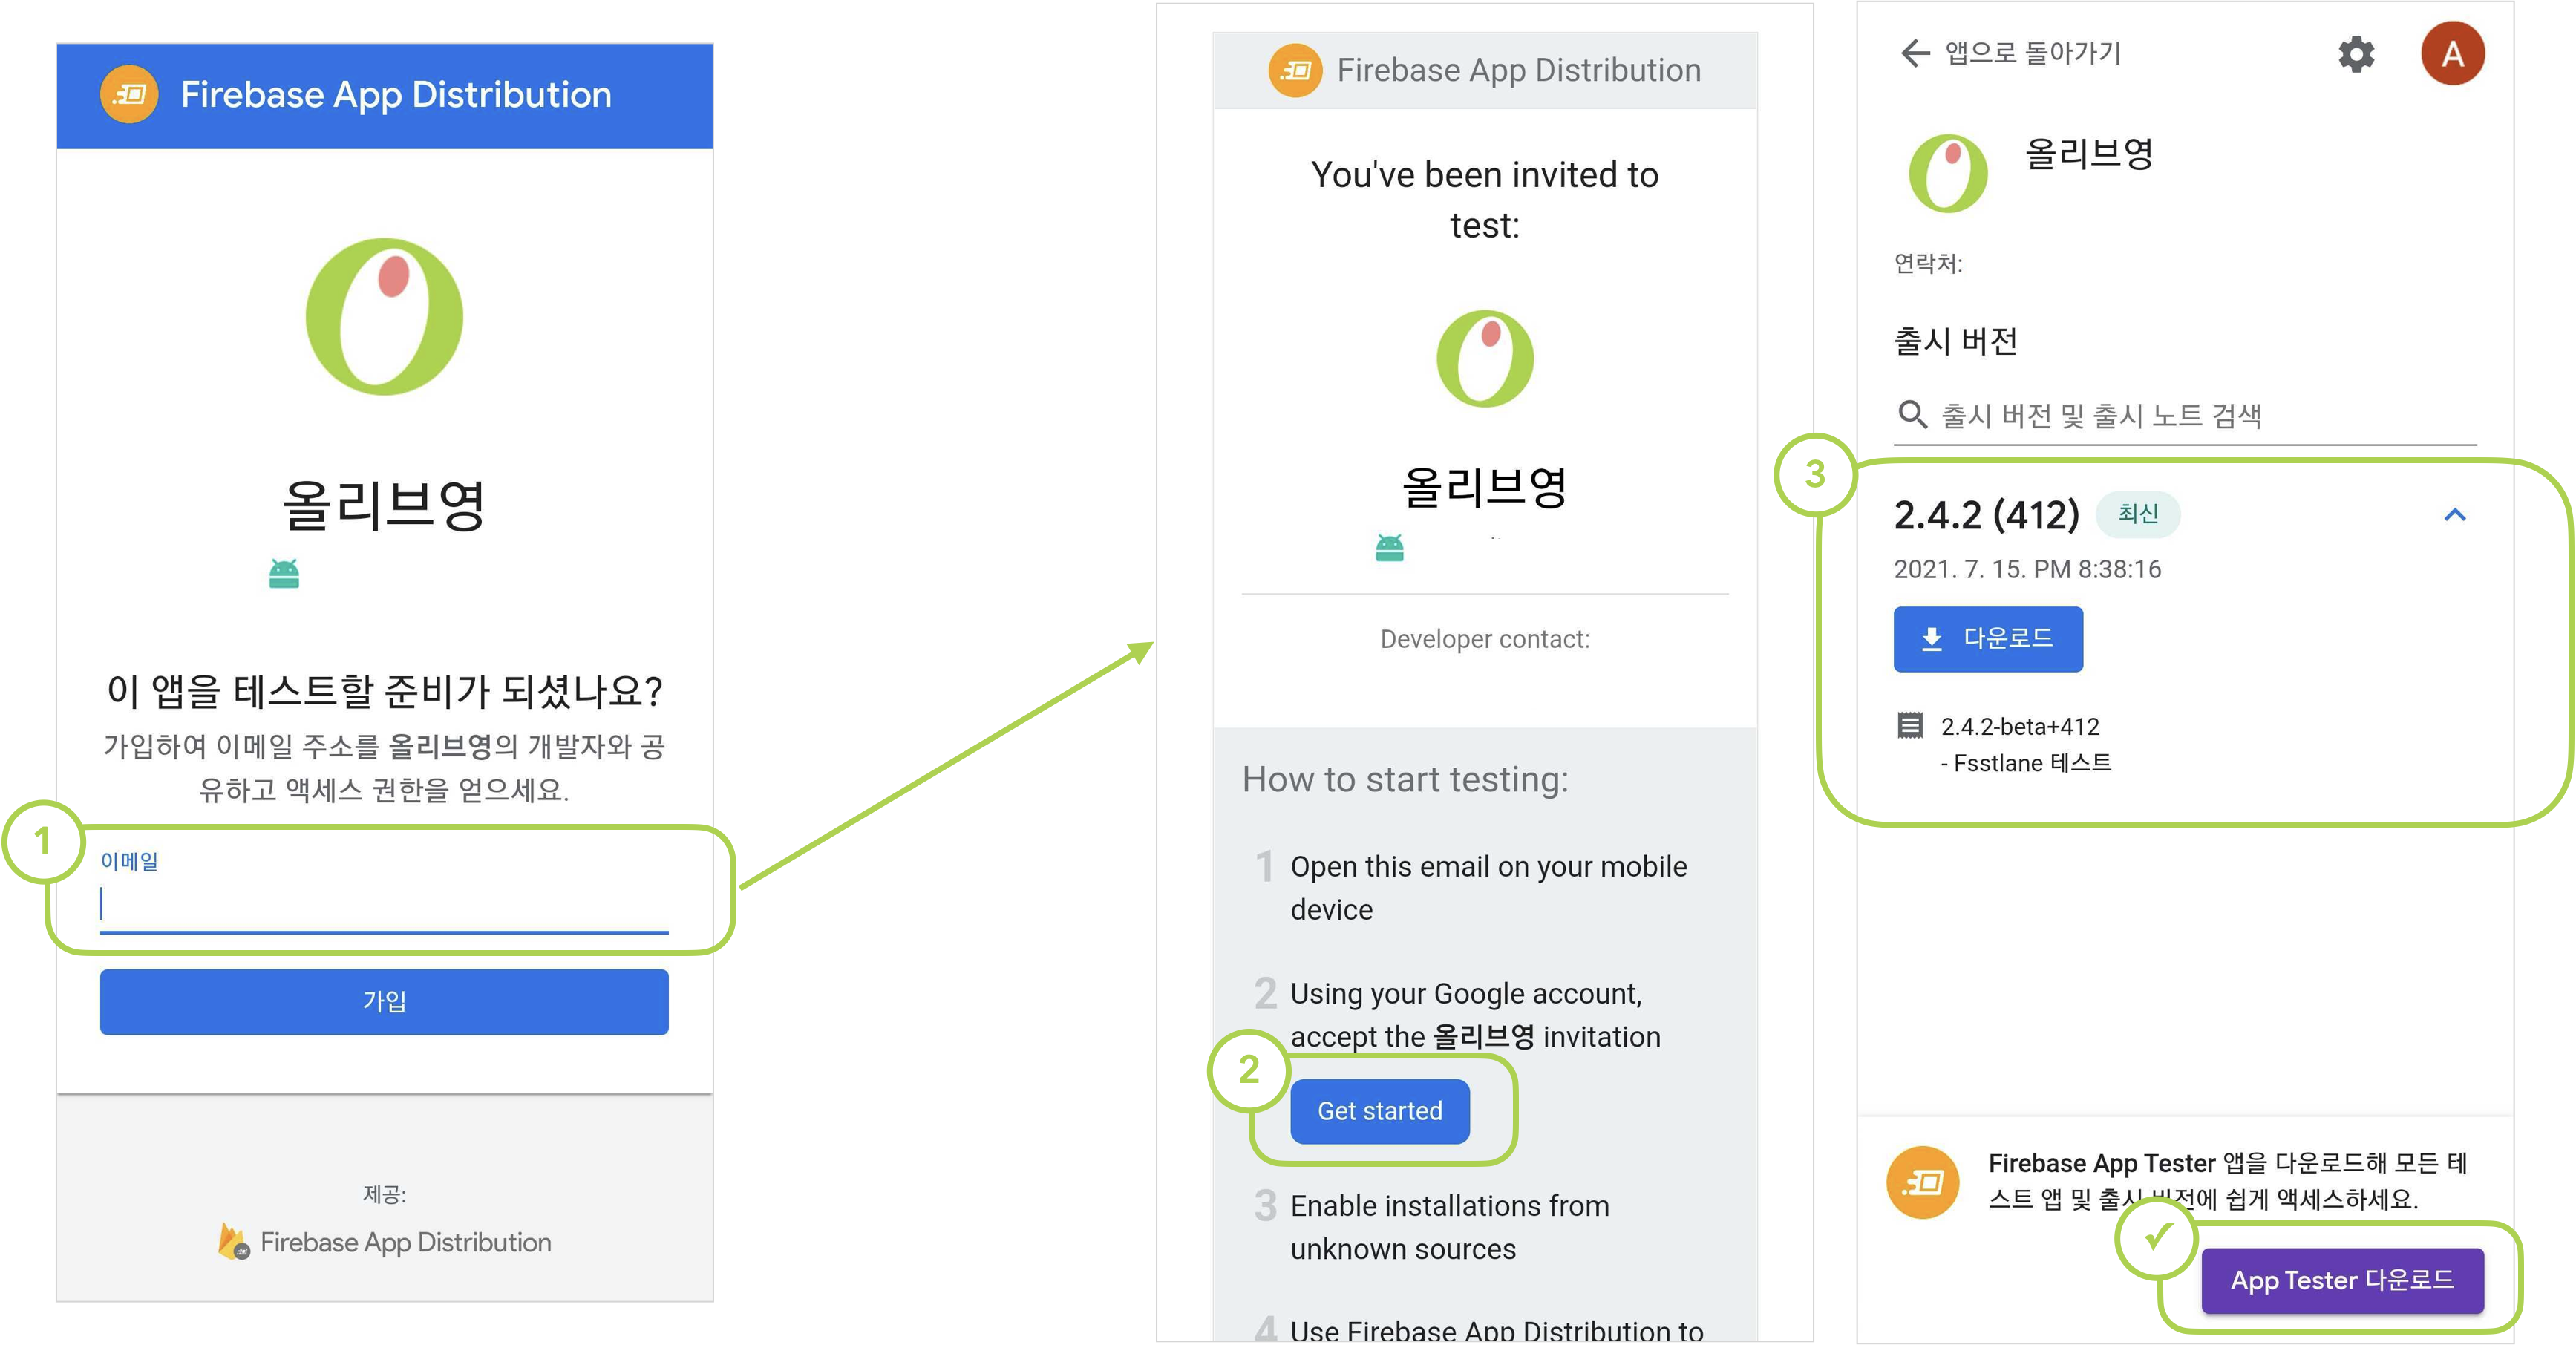 Firebase App Distribution
올리브영
이 앱을 테스트할 준비가 되셨나요?
가입하여 이메일 주소를 올리브영의 개발자와 공
유하고 액세스 권한을 얻으세요.
1
이메일
가입
제공:
Firebase App Distribution
Firebase App Distribution
You've been invited to
test:
올리브영
Developer contact:
How to start testing:
1 Open this email on your mobile
device
2 Using your Google account,
accept the 올리브영 invitation
2
Get started
3 Enable installations from
unknown sources
4 Use Firebase App Distribution to
앱으로 돌아가기
A
올리브영
연락처:
출시 버전
출시 버전 및 출시 노트 검색
3
2.4.2 (412) 최신
2021. 7. 15. PM 8:38:16
다운로드
2.4.2-beta+412
- Fsstlane 테스트
Firebase App Tester 앱을 다운로드해 모든 테
스트 앱 및 출시 버전에 쉽게 액세스하세요.
App Tester 다운로드